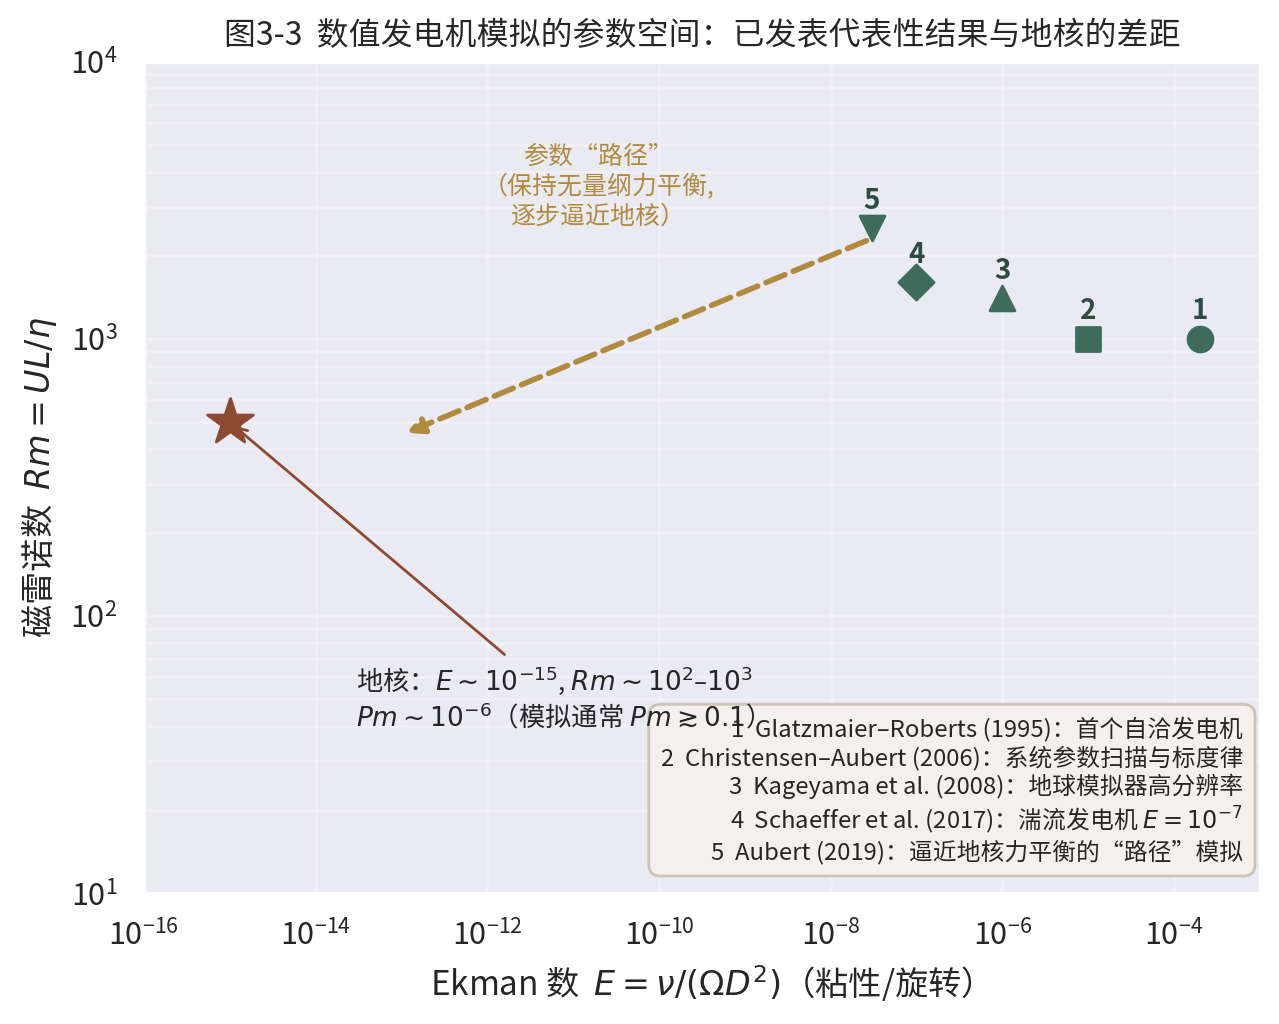 图3-3 数值发电机模拟的参数空间：已发表代表性结果与地核的差距
10⁴
10³
10²
10¹
磁雷诺数 Rm = UL/η
参数“路径”
（保持无量纲力平衡,
逐步逼近地核）
5
4
3
2
1
地核：E ~ 10⁻¹⁵, Rm ~ 10²–10³
Pm ~ 10⁻⁶（模拟通常 Pm ≳ 0.1）
1 Glatzmaier–Roberts (1995)：首个自洽发电机
2 Christensen–Aubert (2006)：系统参数扫描与标度律
3 Kageyama et al. (2008)：地球模拟器高分辨率
4 Schaeffer et al. (2017)：湍流发电机 E = 10⁻⁷
5 Aubert (2019)：逼近地核力平衡的“路径”模拟
10⁻¹⁶
10⁻¹⁴
10⁻¹²
10⁻¹⁰
10⁻⁸
10⁻⁶
10⁻⁴
Ekman 数 E = ν/(ΩD²)（粘性/旋转）